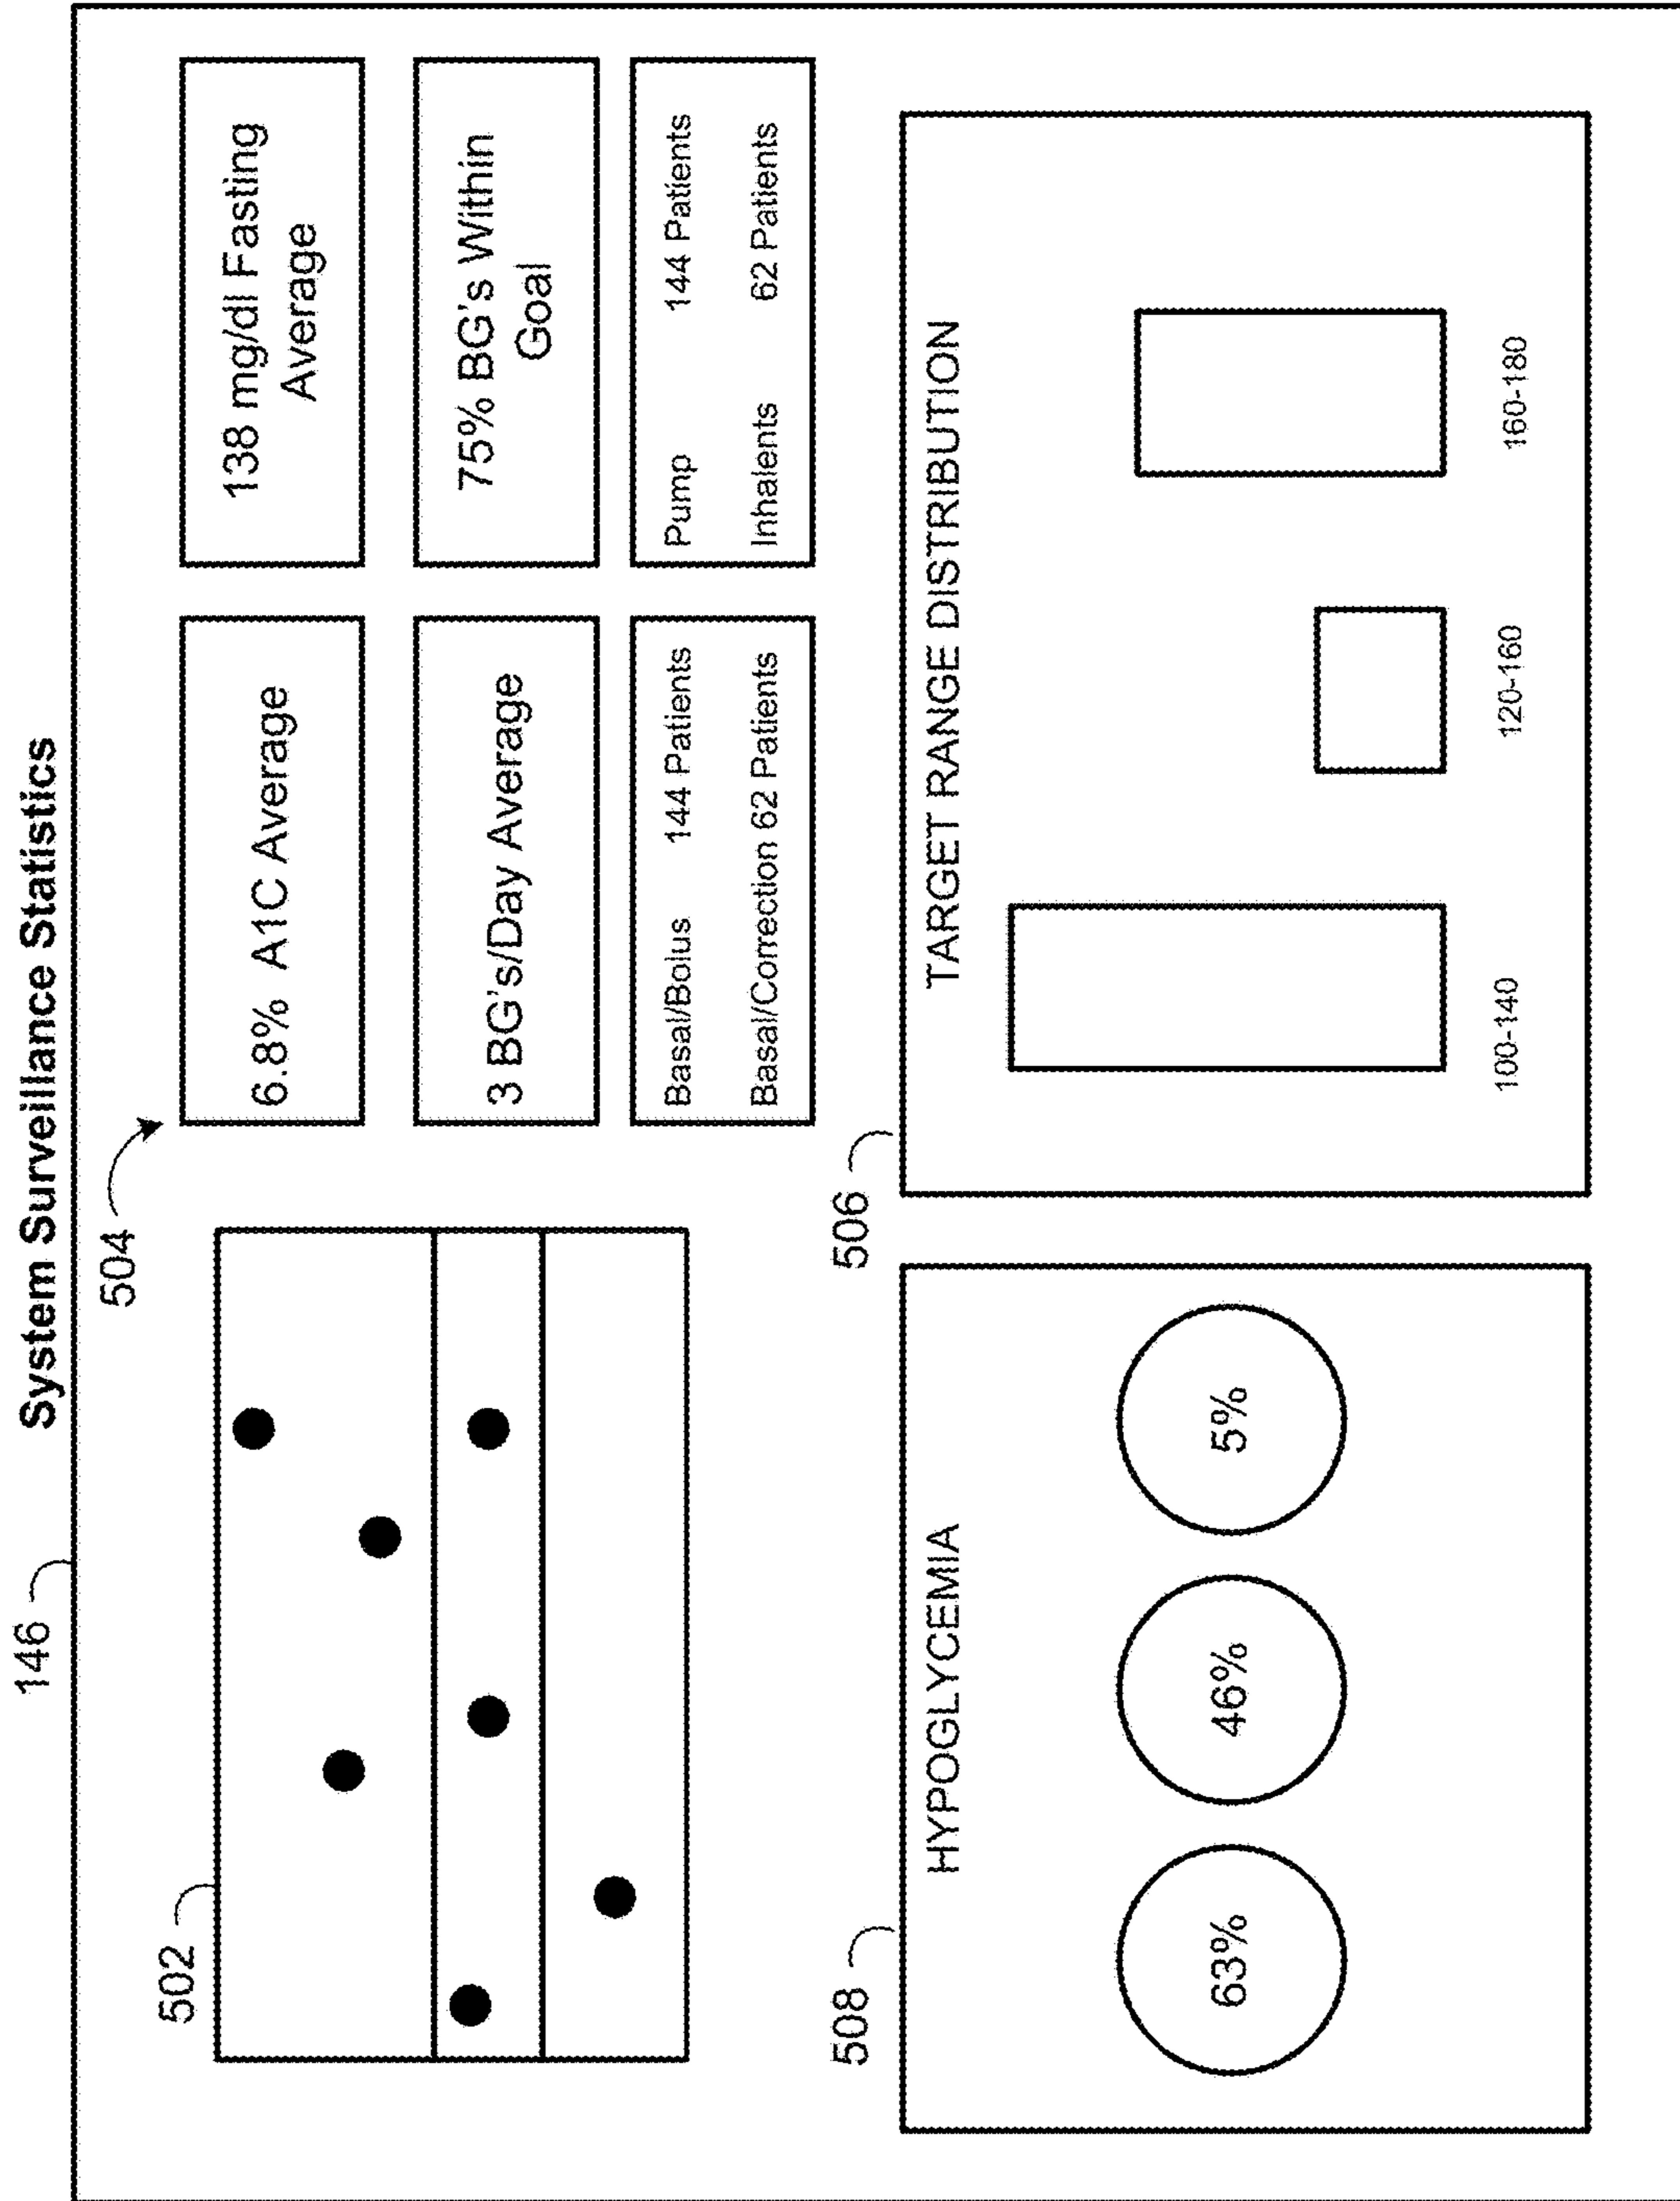 System Surveillance Statistics
146
502
504
6.8% A1C Average
138 mg/dl Fasting
Average
3 BG's/Day Average
75% BG's Within
Goal
Basal/Bolus 144 Patients
Basal/Correction 62 Patients
Pump 144 Patients
Inhalents 62 Patients
508
HYPOGLYCEMIA
63%
46%
5%
506
TARGET RANGE DISTRIBUTION
100-140
120-160
160-180